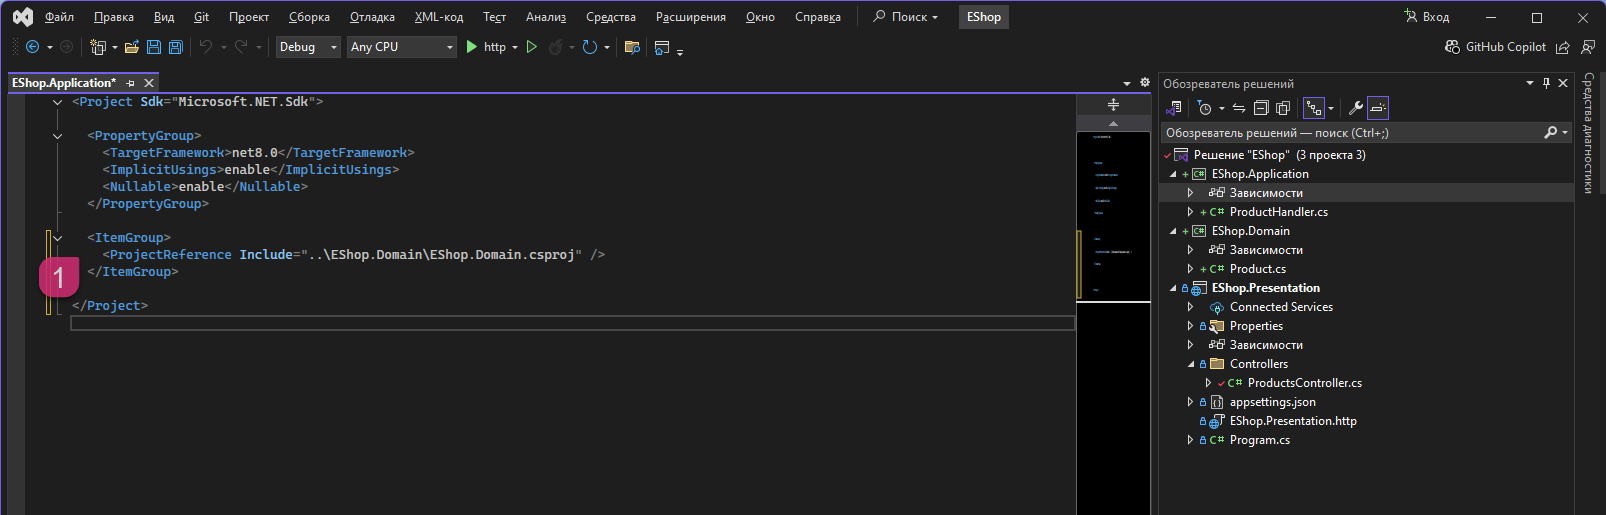 Файл Правка Вид Git Проект Сборка Отладка XML-код Тест Анализ Средства Расширения Окно Справка Поиск EShop Вход
Debug Any CPU http GitHub Copilot
EShop.Application*
<Project Sdk="Microsoft.NET.Sdk">
<PropertyGroup>
<TargetFramework>net8.0</TargetFramework>
<ImplicitUsings>enable</ImplicitUsings>
<Nullable>enable</Nullable>
</PropertyGroup>
<ItemGroup>
<ProjectReference Include="..\EShop.Domain\EShop.Domain.csproj" />
1
</ItemGroup>
</Project>
Обозреватель решений
Обозреватель решений — поиск (Ctrl+;)
Решение "EShop" (3 проекта 3)
EShop.Application
Зависимости
ProductHandler.cs
EShop.Domain
Зависимости
Product.cs
EShop.Presentation
Connected Services
Properties
Зависимости
Controllers
ProductsController.cs
appsettings.json
EShop.Presentation.http
Program.cs
Средства диагностики